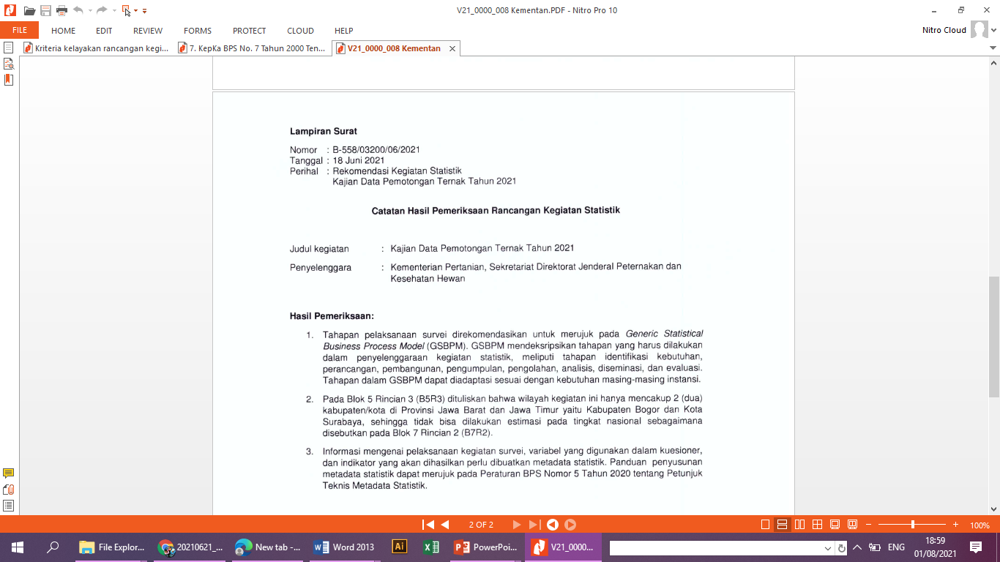 V21_0000_008 Kementan.PDF - Nitro Pro 10
FILE HOME EDIT REVIEW FORMS PROTECT CLOUD HELP Nitro Cloud
Kriteria kelayakan rancangan kegi... 7. KepKa BPS No. 7 Tahun 2000 Ten... V21_0000_008 Kementan
Lampiran Surat
Nomor : B-558/03200/06/2021
Tanggal : 18 Juni 2021
Perihal : Rekomendasi Kegiatan Statistik
Kajian Data Pemotongan Ternak Tahun 2021
Catatan Hasil Pemeriksaan Rancangan Kegiatan Statistik
Judul kegiatan : Kajian Data Pemotongan Ternak Tahun 2021
Penyelenggara : Kementerian Pertanian, Sekretariat Direktorat Jenderal Peternakan dan
Kesehatan Hewan
Hasil Pemeriksaan:
1. Tahapan pelaksanaan survei direkomendasikan untuk merujuk pada Generic Statistical
Business Process Model (GSBPM). GSBPM mendeksripsikan tahapan yang harus dilakukan
dalam penyelenggaraan kegiatan statistik, meliputi tahapan identifikasi kebutuhan,
perancangan, pembangunan, pengumpulan, pengolahan, analisis, diseminasi, dan evaluasi.
Tahapan dalam GSBPM dapat diadaptasi sesuai dengan kebutuhan masing-masing instansi.
2. Pada Blok 5 Rincian 3 (B5R3) dituliskan bahwa wilayah kegiatan ini hanya mencakup 2 (dua)
kabupaten/kota di Provinsi Jawa Barat dan Jawa Timur yaitu Kabupaten Bogor dan Kota
Surabaya, sehingga tidak bisa dilakukan estimasi pada tingkat nasional sebagaimana
disebutkan pada Blok 7 Rincian 2 (B7R2).
3. Informasi mengenai pelaksanaan kegiatan survei, variabel yang digunakan dalam kuesioner,
dan indikator yang akan dihasilkan perlu dibuatkan metadata statistik. Panduan penyusunan
metadata statistik dapat merujuk pada Peraturan BPS Nomor 5 Tahun 2020 tentang Petunjuk
Teknis Metadata Statistik.
2 OF 2
100%
File Explor... 20210621_... New tab -... Word 2013 Ai PowerPoi... V21_0000... ENG 18:59
01/08/2021